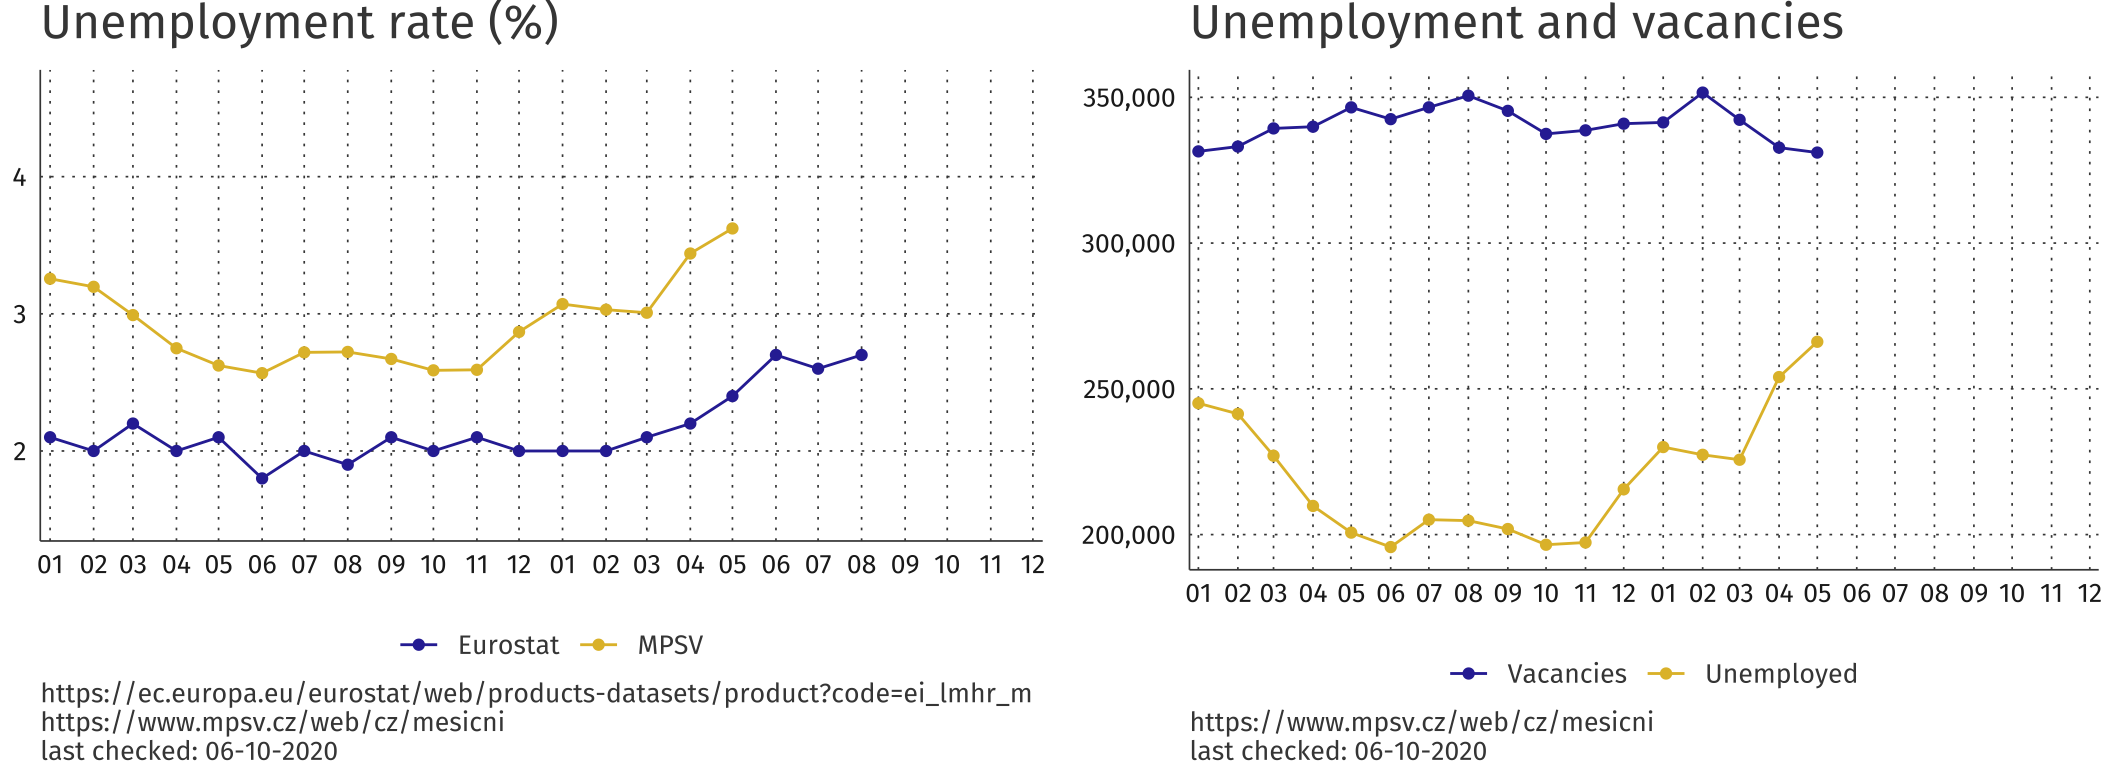 Unemployment rate (%)
4
3
2
01 02 03 04 05 06 07 08 09 10 11 12 01 02 03 04 05 06 07 08 09 10 11 12
Eurostat MPSV
https://ec.europa.eu/eurostat/web/products-datasets/product?code=ei_lmhr_m
https://www.mpsv.cz/web/cz/mesicni
last checked: 06-10-2020
Unemployment and vacancies
350,000
300,000
250,000
200,000
01 02 03 04 05 06 07 08 09 10 11 12 01 02 03 04 05 06 07 08 09 10 11 12
Vacancies Unemployed
https://www.mpsv.cz/web/cz/mesicni
last checked: 06-10-2020